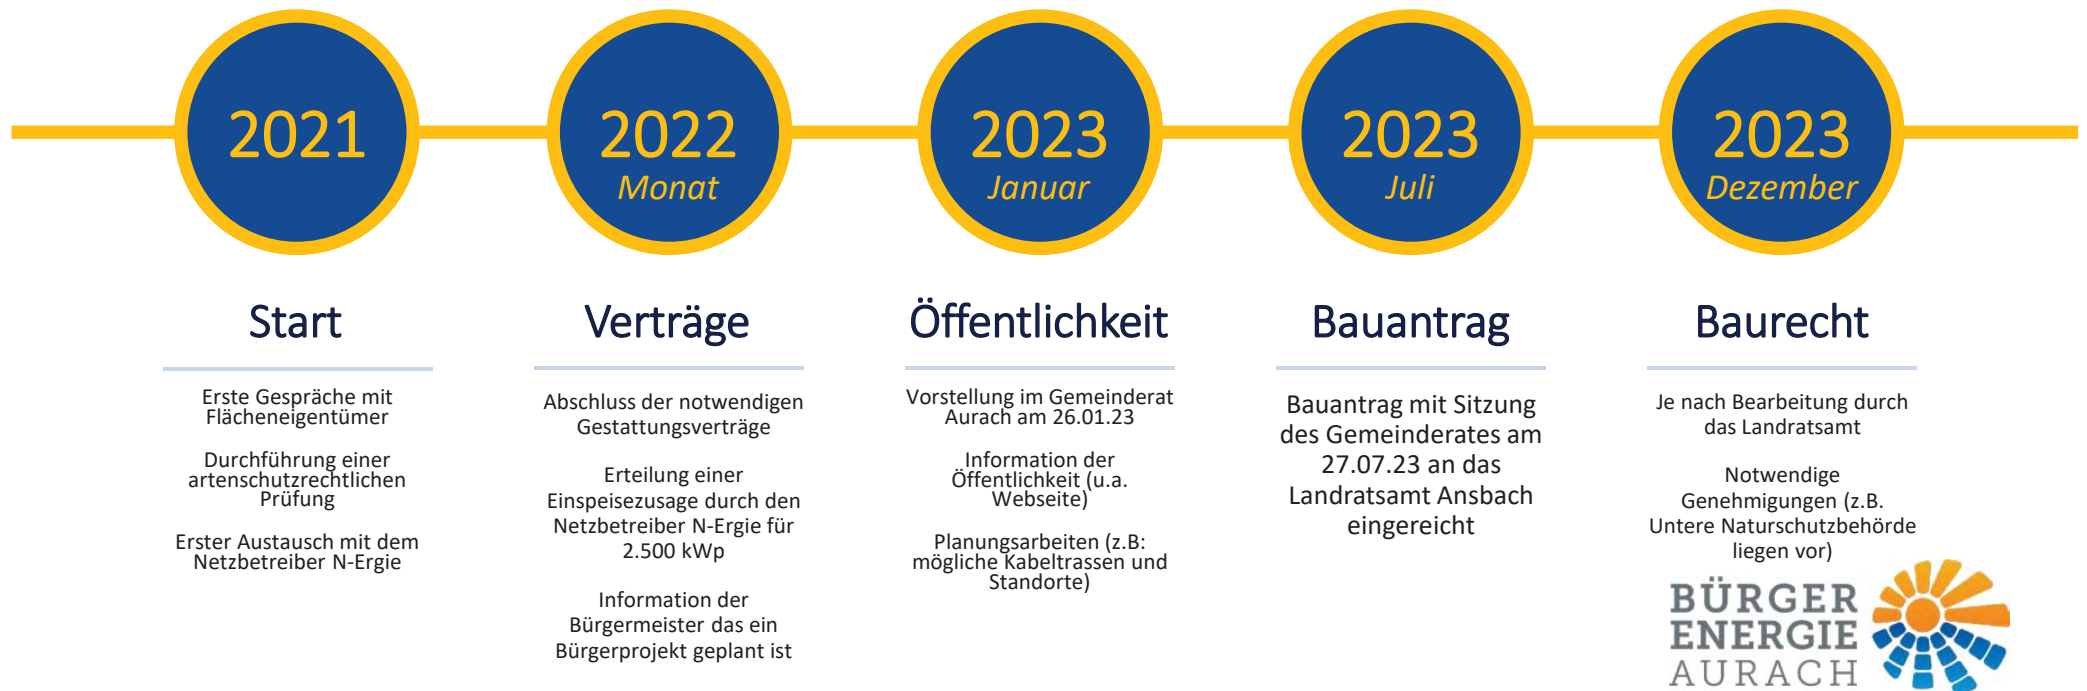 2021
2022
Monat
2023
Januar
2023
Juli
2023
Dezember
Start
Erste Gespräche mit
Flächeneigentümer
Durchführung einer
artenschutzrechtlichen
Prüfung
Erster Austausch mit dem
Netzbetreiber N-Ergie
Verträge
Abschluss der notwendigen
Gestattungsverträge
Erteilung einer
Einspeisezusage durch den
Netzbetreiber N-Ergie für
2.500 kWp
Information der
Bürgermeister das ein
Bürgerprojekt geplant ist
Öffentlichkeit
Vorstellung im Gemeinderat
Aurach am 26.01.23
Information der
Öffentlichkeit (u.a.
Webseite)
Planungsarbeiten (z.B:
mögliche Kabeltrassen und
Standorte)
Bauantrag
Bauantrag mit Sitzung
des Gemeinderates am
27.07.23 an das
Landratsamt Ansbach
eingereicht
Baurecht
Je nach Bearbeitung durch
das Landratsamt
Notwendige
Genehmigungen (z.B.
Untere Naturschutzbehörde
liegen vor)
BÜRGER
ENERGIE
AURACH